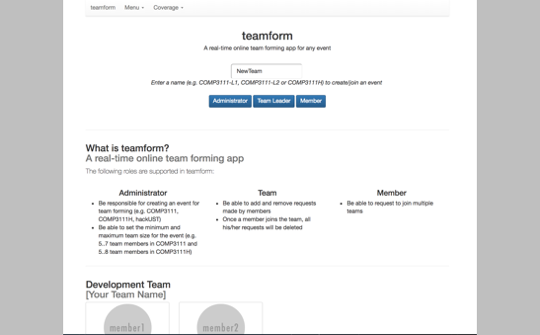 teamform Menu Coverage
teamform
A real-time online team forming app for any event
NewTeam
Enter a name (e.g. COMP3111-L1, COMP3111-L2 or COMP3111H) to create/join an event
Administrator Team Leader Member
What is teamform?
A real-time online team forming app
The following roles are supported in teamform:
Administrator
Be responsible for creating an event for
team forming (e.g. COMP3111,
COMP3111H, hackUST)
Be able to set the minimum and
maximum team size for the event (e.g.
5..7 team members in COMP3111 and
5..8 team members in COMP3111H)
Team
Be able to add and remove requests
made by members
Once a member joins the team, all
his/her requests will be deleted
Member
Be able to request to join multiple
teams
Development Team
[Your Team Name]
member1
member2